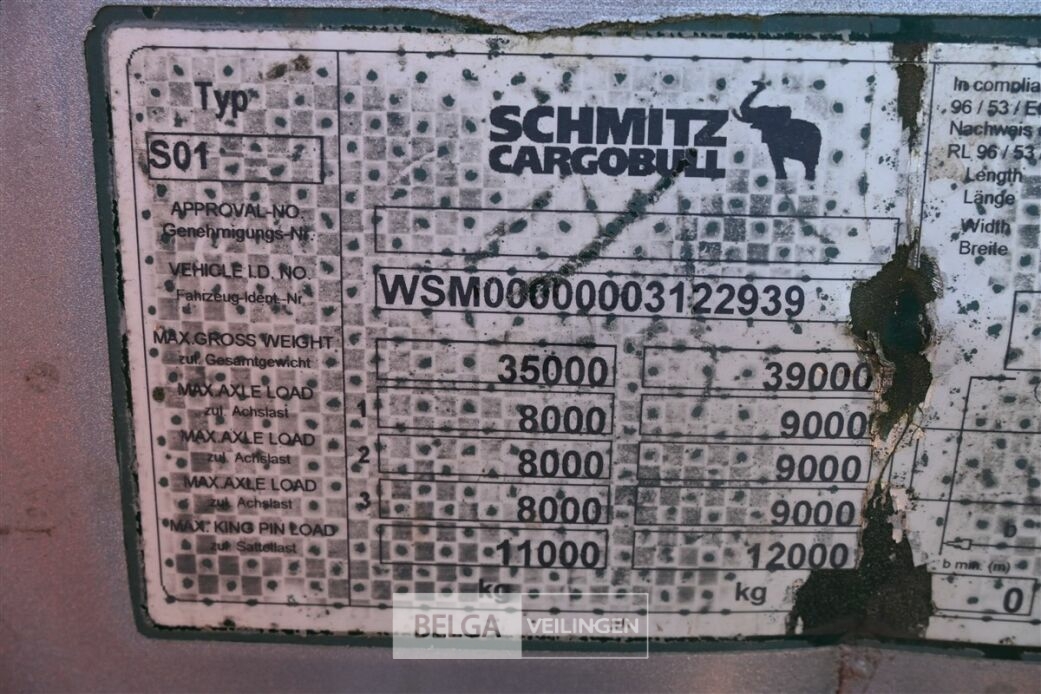 Typ
S01
SCHMITZ
CARGOBULL
APPROVAL-NO.
Genehmigungs-Nr.
VEHICLE I.D. NO.
Fahrzeug-Ident.-Nr.
WSM00000003122939
MAX.GROSS WEIGHT
zul. Gesamtgewicht
35000 39000
MAX.AXLE LOAD
zul. Achslast
1 8000 9000
MAX.AXLE LOAD
zul. Achslast
2 8000 9000
MAX.AXLE LOAD
zul. Achslast
3 8000 9000
MAX. KING PIN LOAD
zul. Sattellast
11000 12000
kg kg
In complia
96 / 53 / E
Nachweis
RL 96 / 53
Length
Länge
Width
Breite
b
b min. (m)
0
BELGA VEILINGEN